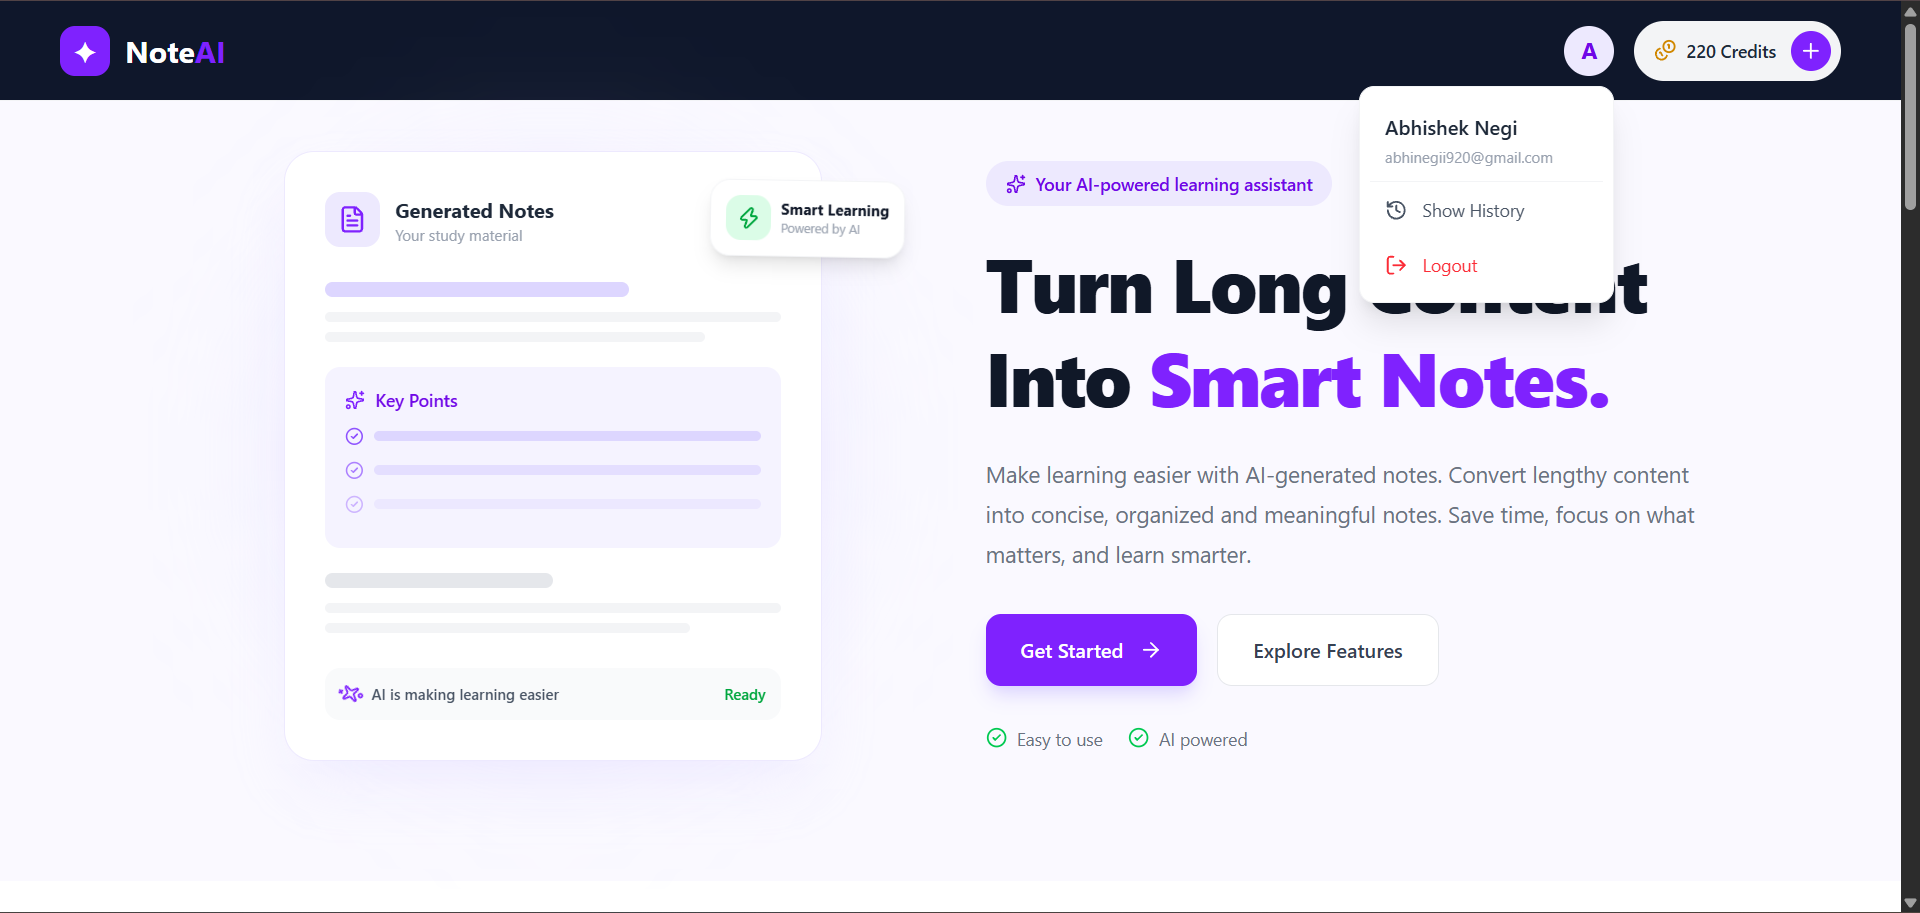 NoteAI
A
220 Credits
Abhishek Negi
abhinegii920@gmail.com
Show History
Logout
Generated Notes
Your study material
Smart Learning
Powered by AI
Key Points
AI is making learning easier
Ready
Your AI-powered learning assistant
Turn Long Content
Into Smart Notes.
Make learning easier with AI-generated notes. Convert lengthy content
into concise, organized and meaningful notes. Save time, focus on what
matters, and learn smarter.
Get Started
Explore Features
Easy to use
AI powered